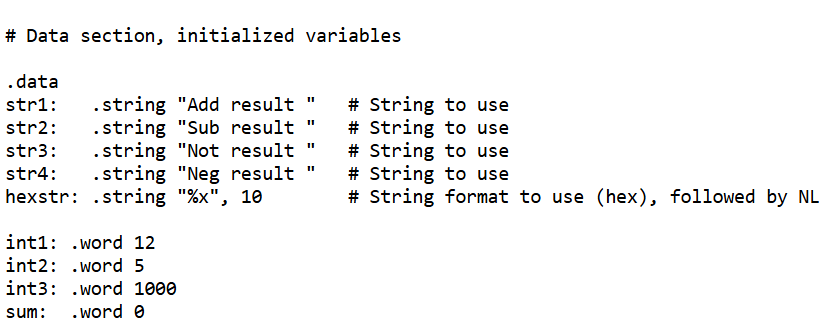 # Data section, initialized variables
.data
str1:   .string "Add result "   # String to use
str2:   .string "Sub result "   # String to use
str3:   .string "Not result "   # String to use
str4:   .string "Neg result "   # String to use
hexstr: .string "%x", 10        # String format to use (hex), followed by NL
int1: .word 12
int2: .word 5
int3: .word 1000
sum:  .word 0